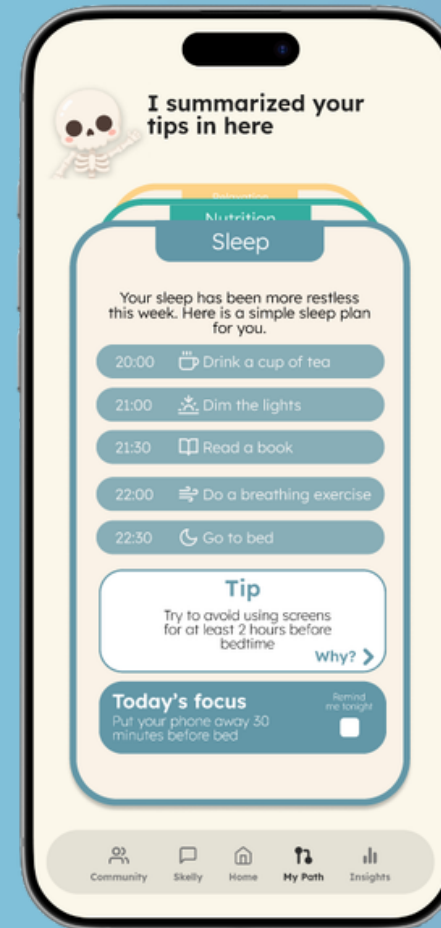 I summarized your
tips in here
Relaxation
Nutrition
Sleep
Your sleep has been more restless
this week. Here is a simple sleep plan
for you.
20:00 Drink a cup of tea
21:00 Dim the lights
21:30 Read a book
22:00 Do a breathing exercise
22:30 Go to bed
Tip
Try to avoid using screens
for at least 2 hours before
bedtime
Why?
Today's focus
Put your phone away 30
minutes before bed
Remind
me tonight
Community
Skelly
Home
My Path
Insights